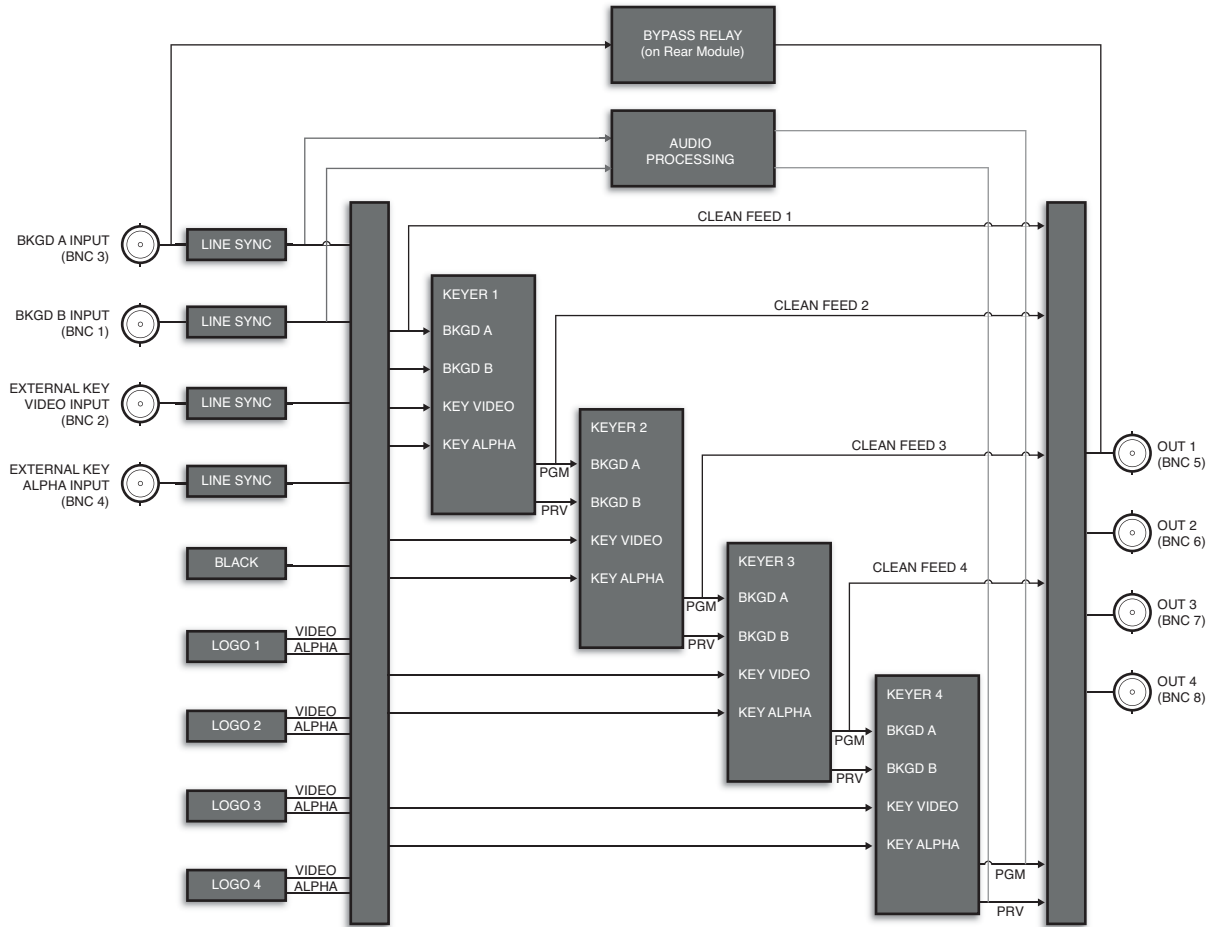 BYPASS RELAY
(on Rear Module)
AUDIO
PROCESSING
CLEAN FEED 1
BKGD A INPUT
(BNC 3)
LINE SYNC
KEYER 1
BKGD A
BKGD B
KEY VIDEO
KEY ALPHA
CLEAN FEED 2
BKGD B INPUT
(BNC 1)
LINE SYNC
EXTERNAL KEY
VIDEO INPUT
(BNC 2)
LINE SYNC
KEYER 2
BKGD A
BKGD B
KEY VIDEO
KEY ALPHA
PGM
PRV
CLEAN FEED 3
EXTERNAL KEY
ALPHA INPUT
(BNC 4)
LINE SYNC
OUT 1
(BNC 5)
OUT 2
(BNC 6)
OUT 3
(BNC 7)
OUT 4
(BNC 8)
BLACK
KEYER 3
BKGD A
BKGD B
KEY VIDEO
KEY ALPHA
PGM
PRV
CLEAN FEED 4
LOGO 1
VIDEO
ALPHA
LOGO 2
VIDEO
ALPHA
KEYER 4
BKGD A
BKGD B
KEY VIDEO
KEY ALPHA
PGM
PRV
LOGO 3
VIDEO
ALPHA
LOGO 4
VIDEO
ALPHA
PGM
PRV